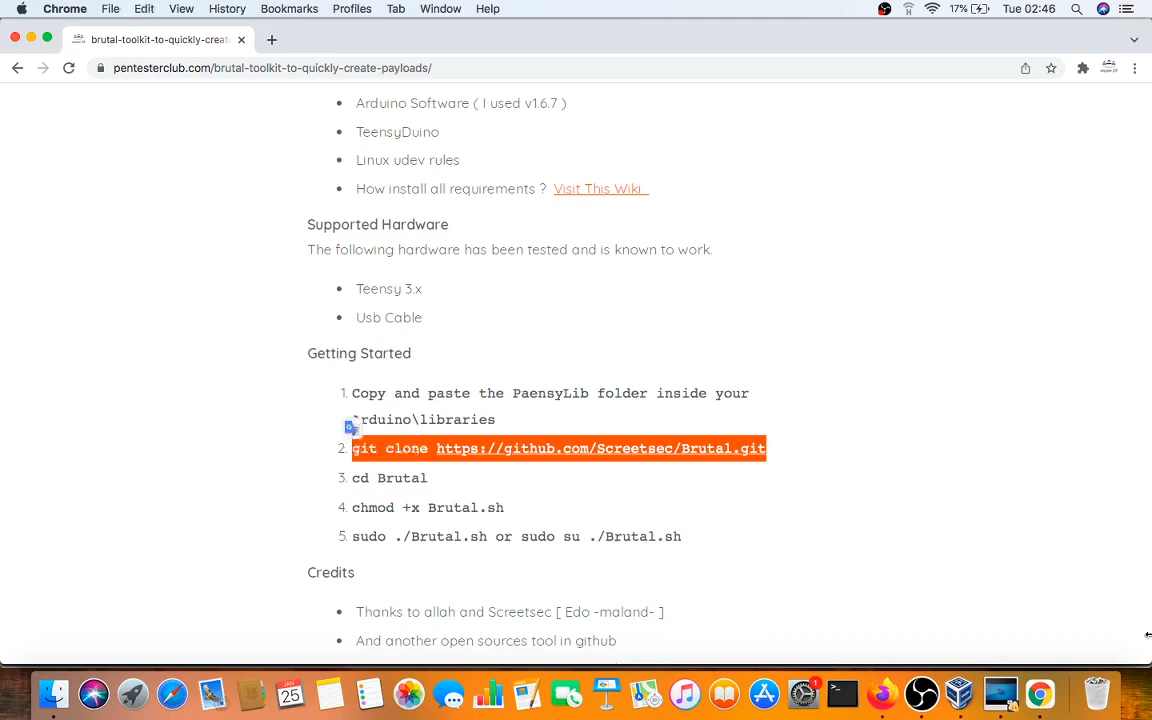 Chrome File Edit View History Bookmarks Profiles Tab Window Help 17% Tue 02:46
brutal-toolkit-to-quickly-creat
pentesterclub.com/brutal-toolkit-to-quickly-create-payloads/
• Arduino Software ( I used v1.6.7 )
• TeensyDuino
• Linux udev rules
• How install all requirements ? Visit This Wiki
Supported Hardware
The following hardware has been tested and is known to work.
• Teensy 3.x
• Usb Cable
Getting Started
1. Copy and paste the PaensyLib folder inside your
Arduino\libraries
2. git clone https://github.com/Screetsec/Brutal.git
3. cd Brutal
4. chmod +x Brutal.sh
5. sudo ./Brutal.sh or sudo su ./Brutal.sh
Credits
• Thanks to allah and Screetsec [ Edo -maland- ]
• And another open sources tool in github
JAN
25
1